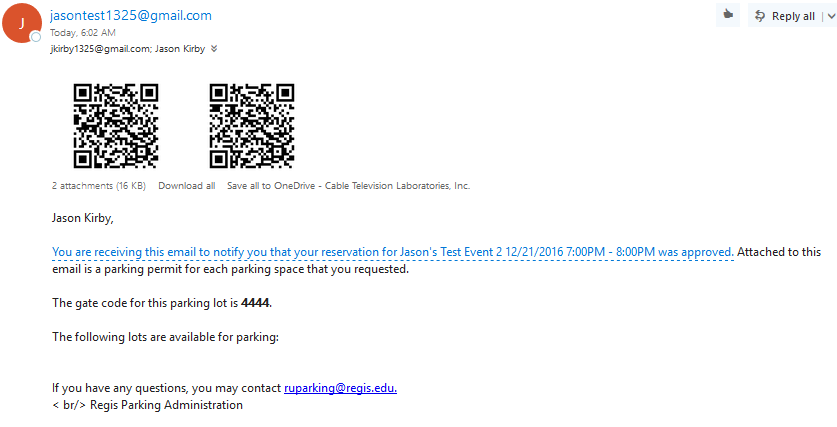 J
jasontest1325@gmail.com
Today, 6:02 AM
jkirby1325@gmail.com; Jason Kirby
Reply all
2 attachments (16 KB) Download all Save all to OneDrive - Cable Television Laboratories, Inc.
Jason Kirby,
You are receiving this email to notify you that your reservation for Jason's Test Event 2 12/21/2016 7:00PM - 8:00PM was approved. Attached to this
email is a parking permit for each parking space that you requested.
The gate code for this parking lot is 4444.
The following lots are available for parking:
If you have any questions, you may contact ruparking@regis.edu.
< br/> Regis Parking Administration